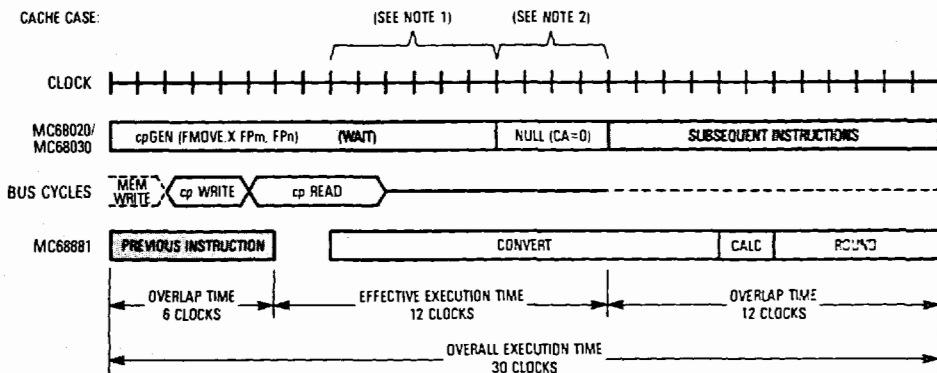 CACHE CASE: (SEE NOTE 1) (SEE NOTE 2)
CLOCK
MC68020/
MC68030
cpGEN (FMOVE.X FPm, FPn) (WAIT) NULL (CA=0) SUBSEQUENT INSTRUCTIONS
BUS CYCLES
MEM
WRITE
cp WRITE cp READ
MC68881 PREVIOUS INSTRUCTION CONVERT CALC ROUND
OVERLAP TIME
6 CLOCKS
EFFECTIVE EXECUTION TIME
12 CLOCKS
OVERLAP TIME
12 CLOCKS
OVERALL EXECUTION TIME
30 CLOCKS